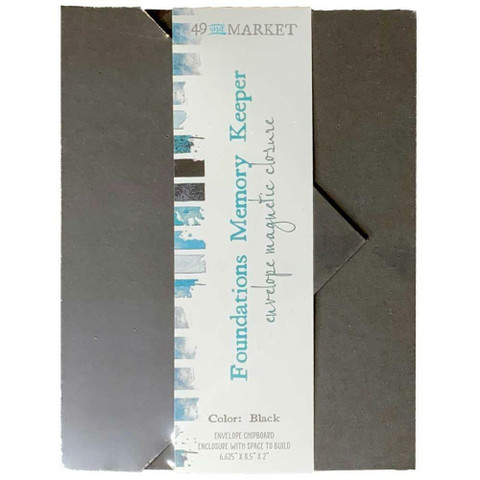 49 and MARKET
Foundations Memory Keeper
envelope magnetic closure
Color: Black
ENVELOPE CHIPBOARD
ENCLOSURE WITH SPACE TO BUILD
6.625" X 8.5" X 2"